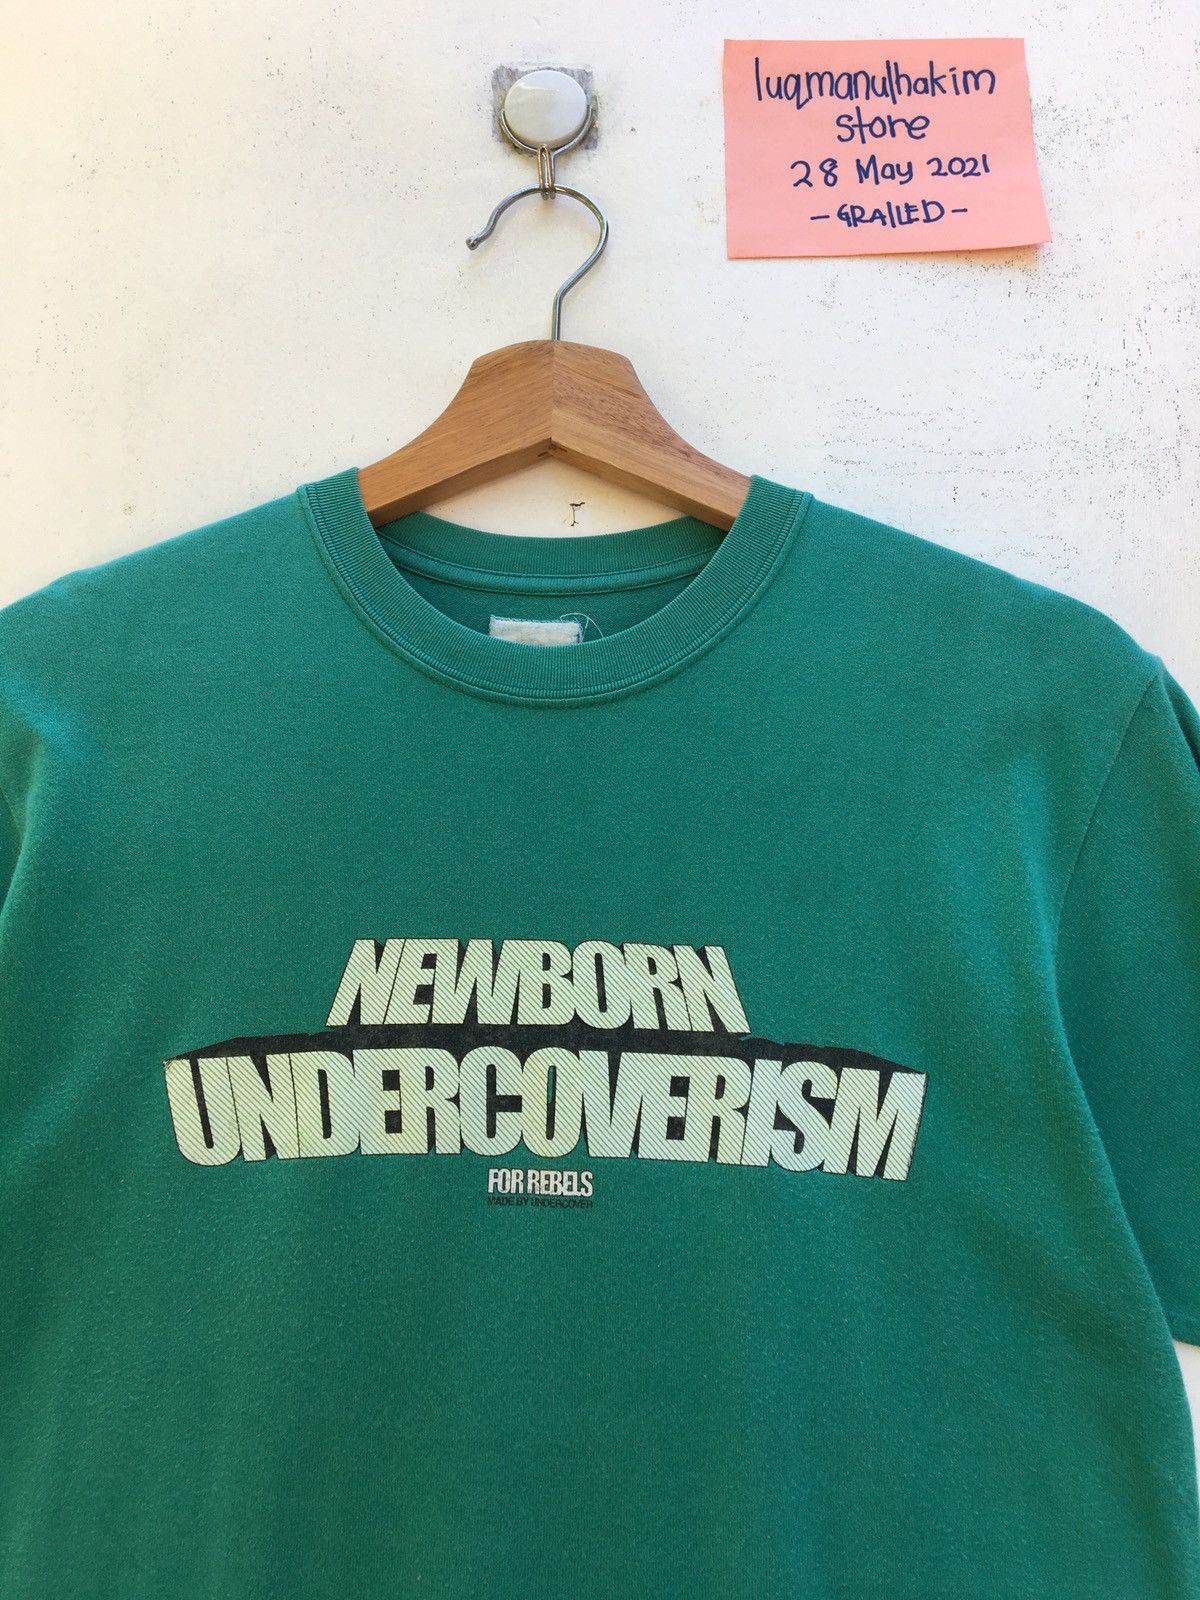 luqmanulhakim
store
28 May 2021
- GRAILED -
NEWBORN
UNDERCOVERISM
FOR REBELS
MADE BY UNDERCOVER